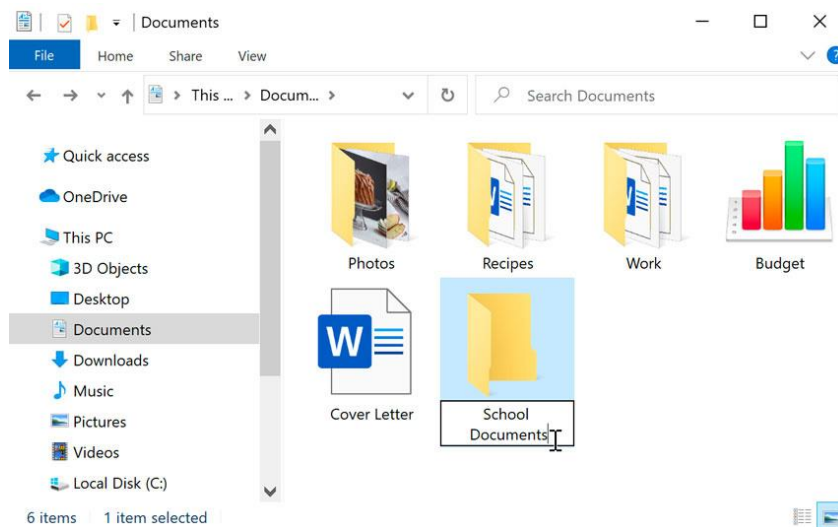 Documents
File Home Share View
This ... Docum... Search Documents
Quick access
OneDrive
This PC
3D Objects
Desktop
Documents
Downloads
Music
Pictures
Videos
Local Disk (C:)
Photos Recipes Work Budget
Cover Letter School
Documents
6 items 1 item selected